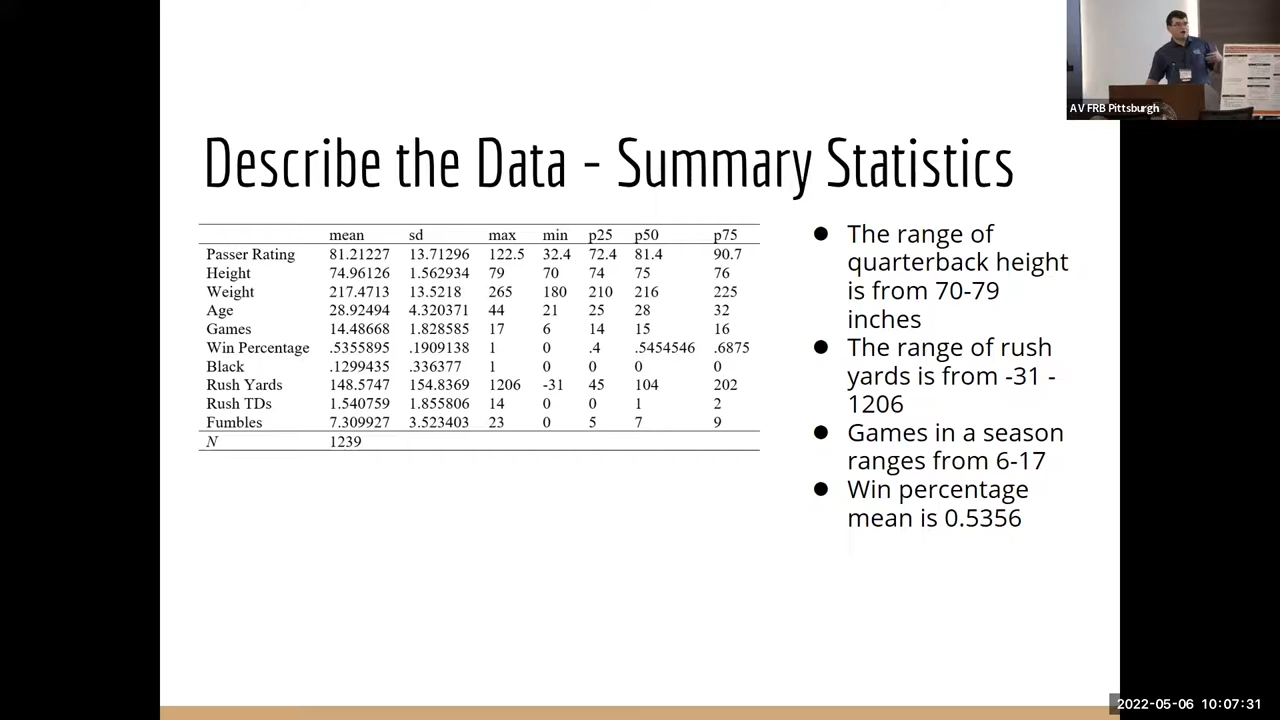 AV FRB Pittsburgh
Describe the Data - Summary Statistics
mean sd max min p25 p50 p75
Passer Rating 81.21227 13.71296 122.5 32.4 72.4 81.4 90.7
Height 74.96126 1.562934 79 70 74 75 76
Weight 217.4713 13.5218 265 180 210 216 225
Age 28.92494 4.320371 44 21 25 28 32
Games 14.48668 1.828585 17 6 14 15 16
Win Percentage .5355895 .1909138 1 0 .4 .5454546 .6875
Black .1299435 .336377 1 0 0 0 0
Rush Yards 148.5747 154.8369 1206 -31 45 104 202
Rush TDs 1.540759 1.855806 14 0 0 1 2
Fumbles 7.309927 3.523403 23 0 5 7 9
N 1239
● The range of
quarterback height
is from 70-79
inches
● The range of rush
yards is from -31 -
1206
● Games in a season
ranges from 6-17
● Win percentage
mean is 0.5356
2022-05-06 10:07:31